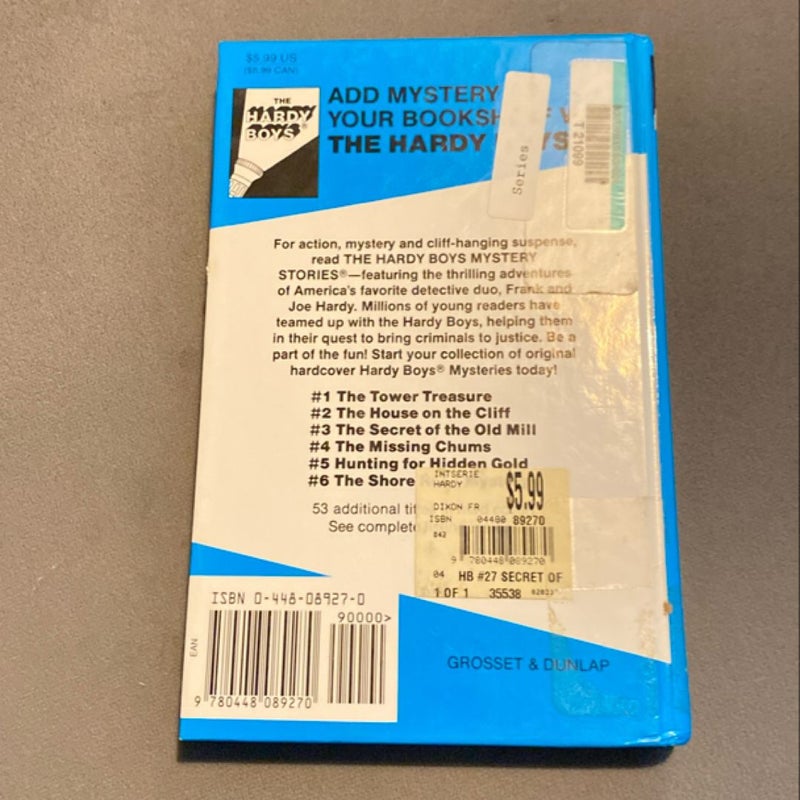 $5.99 US
($8.99 CAN)
THE
HARDY
BOYS®
ADD MYSTERY
YOUR BOOKSH
THE HARDY
Series
T 21099
For action, mystery and cliff-hanging suspense,
read THE HARDY BOYS MYSTERY
STORIES®—featuring the thrilling adventures
of America's favorite detective duo, Frank and
Joe Hardy. Millions of young readers have
teamed up with the Hardy Boys, helping them
in their quest to bring criminals to justice. Be a
part of the fun! Start your collection of original
hardcover Hardy Boys® Mysteries today!
#1 The Tower Treasure
#2 The House on the Cliff
#3 The Secret of the Old Mill
#4 The Missing Chums
#5 Hunting for Hidden Gold
#6 The Shore
53 additional tit
See complete
INTSERIE
HARDY
$5.99
DIXON FR
ISBN 04480 89270
042
9 780448 089270
04 HB #27 SECRET OF
1 OF 1 35538
ISBN 0-448-08927-0
90000>
EAN
9 780448 089270
GROSSET & DUNLAP